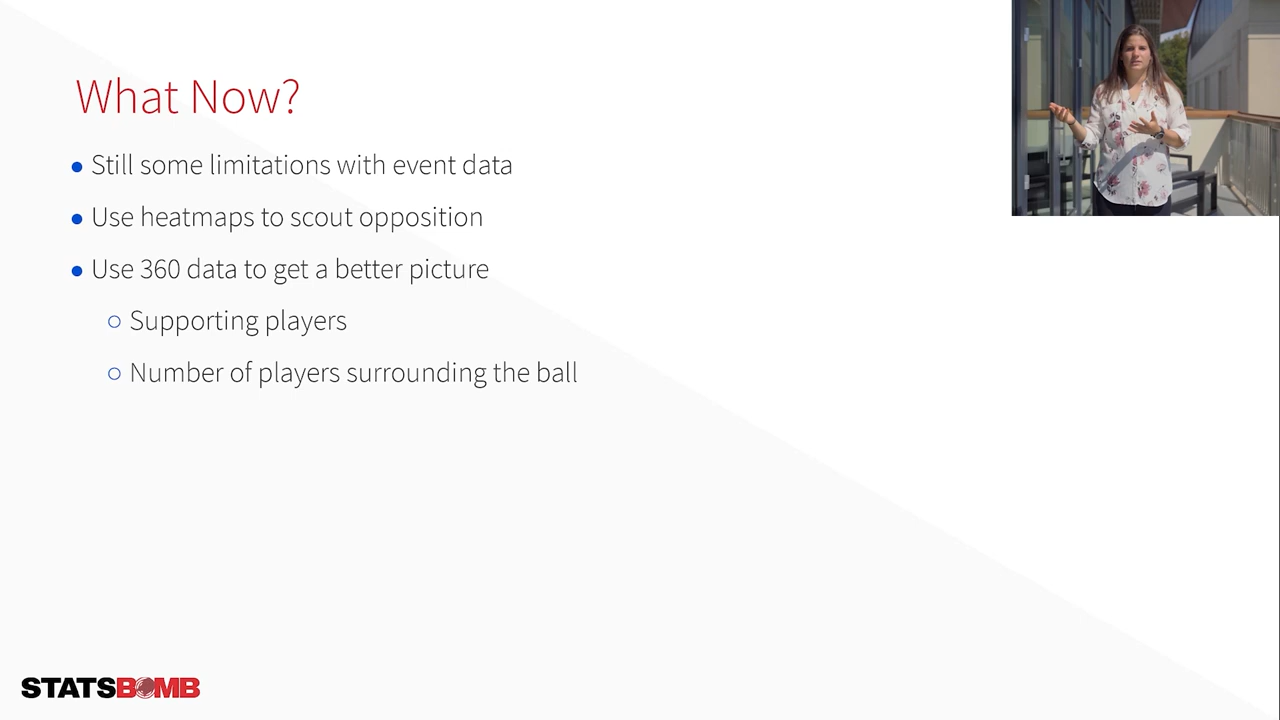 What Now?
Still some limitations with event data
Use heatmaps to scout opposition
Use 360 data to get a better picture
Supporting players
Number of players surrounding the ball
STATSBOMB